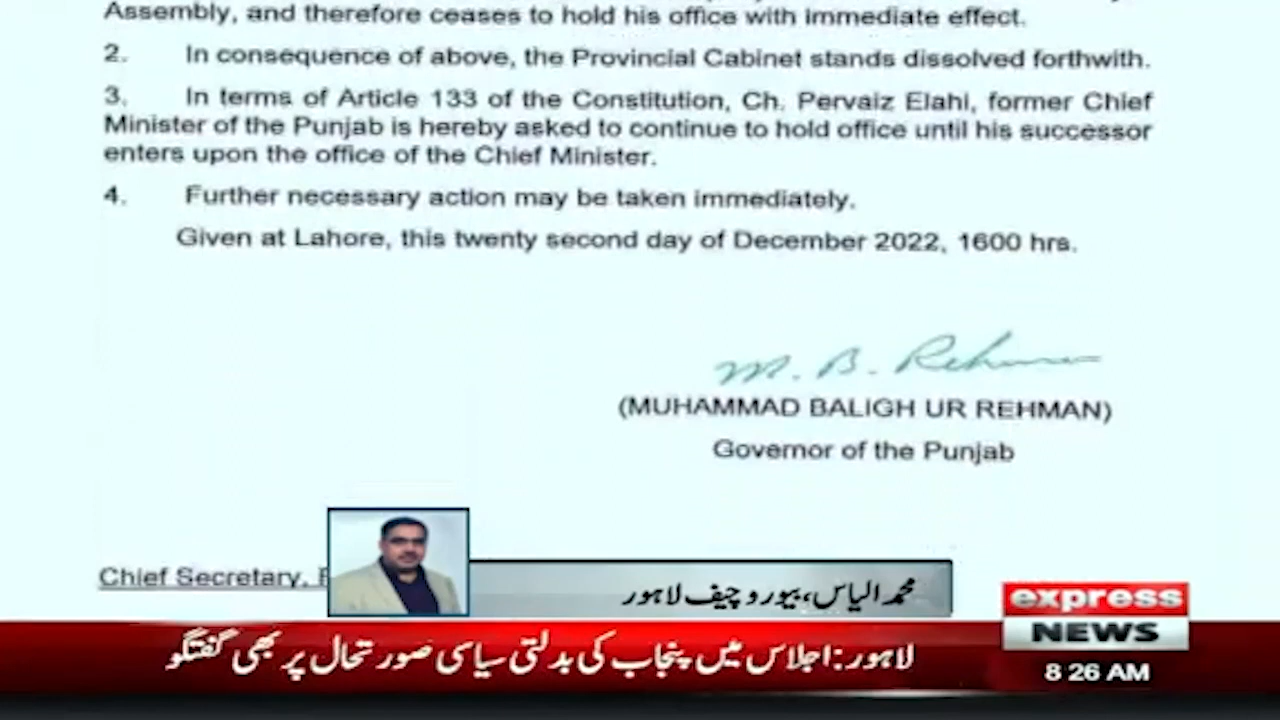 Assembly, and therefore ceases to hold his office with immediate effect.
2. In consequence of above, the Provincial Cabinet stands dissolved forthwith.
3. In terms of Article 133 of the Constitution, Ch. Pervaiz Elahi, former Chief
Minister of the Punjab is hereby asked to continue to hold office until his successor
enters upon the office of the Chief Minister.
4. Further necessary action may be taken immediately.
Given at Lahore, this twenty second day of December 2022, 1600 hrs.
M. B. Rehman
(MUHAMMAD BALIGH UR REHMAN)
Governor of the Punjab
Chief Secretary,
محمد الیاس، بیورو چیف لاہور
لاہور: اجلاس میں پنجاب کی بدلتی سیاسی صورتحال پر بھی گفتگو
express
NEWS
8:26 AM